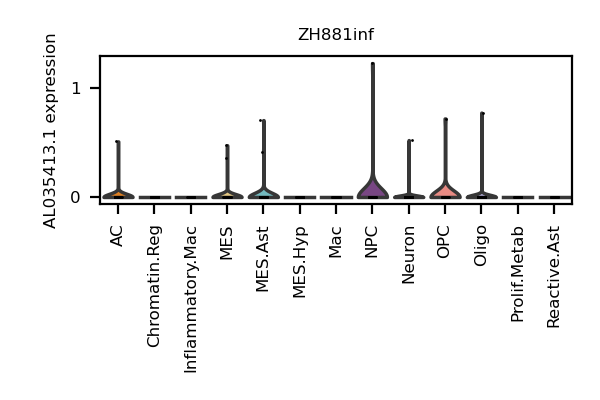 ZH881inf
AL035413.1 expression
1
0
AC
Chromatin.Reg
Inflammatory.Mac
MES
MES.Ast
MES.Hyp
Mac
NPC
Neuron
OPC
Oligo
Prolif.Metab
Reactive.Ast